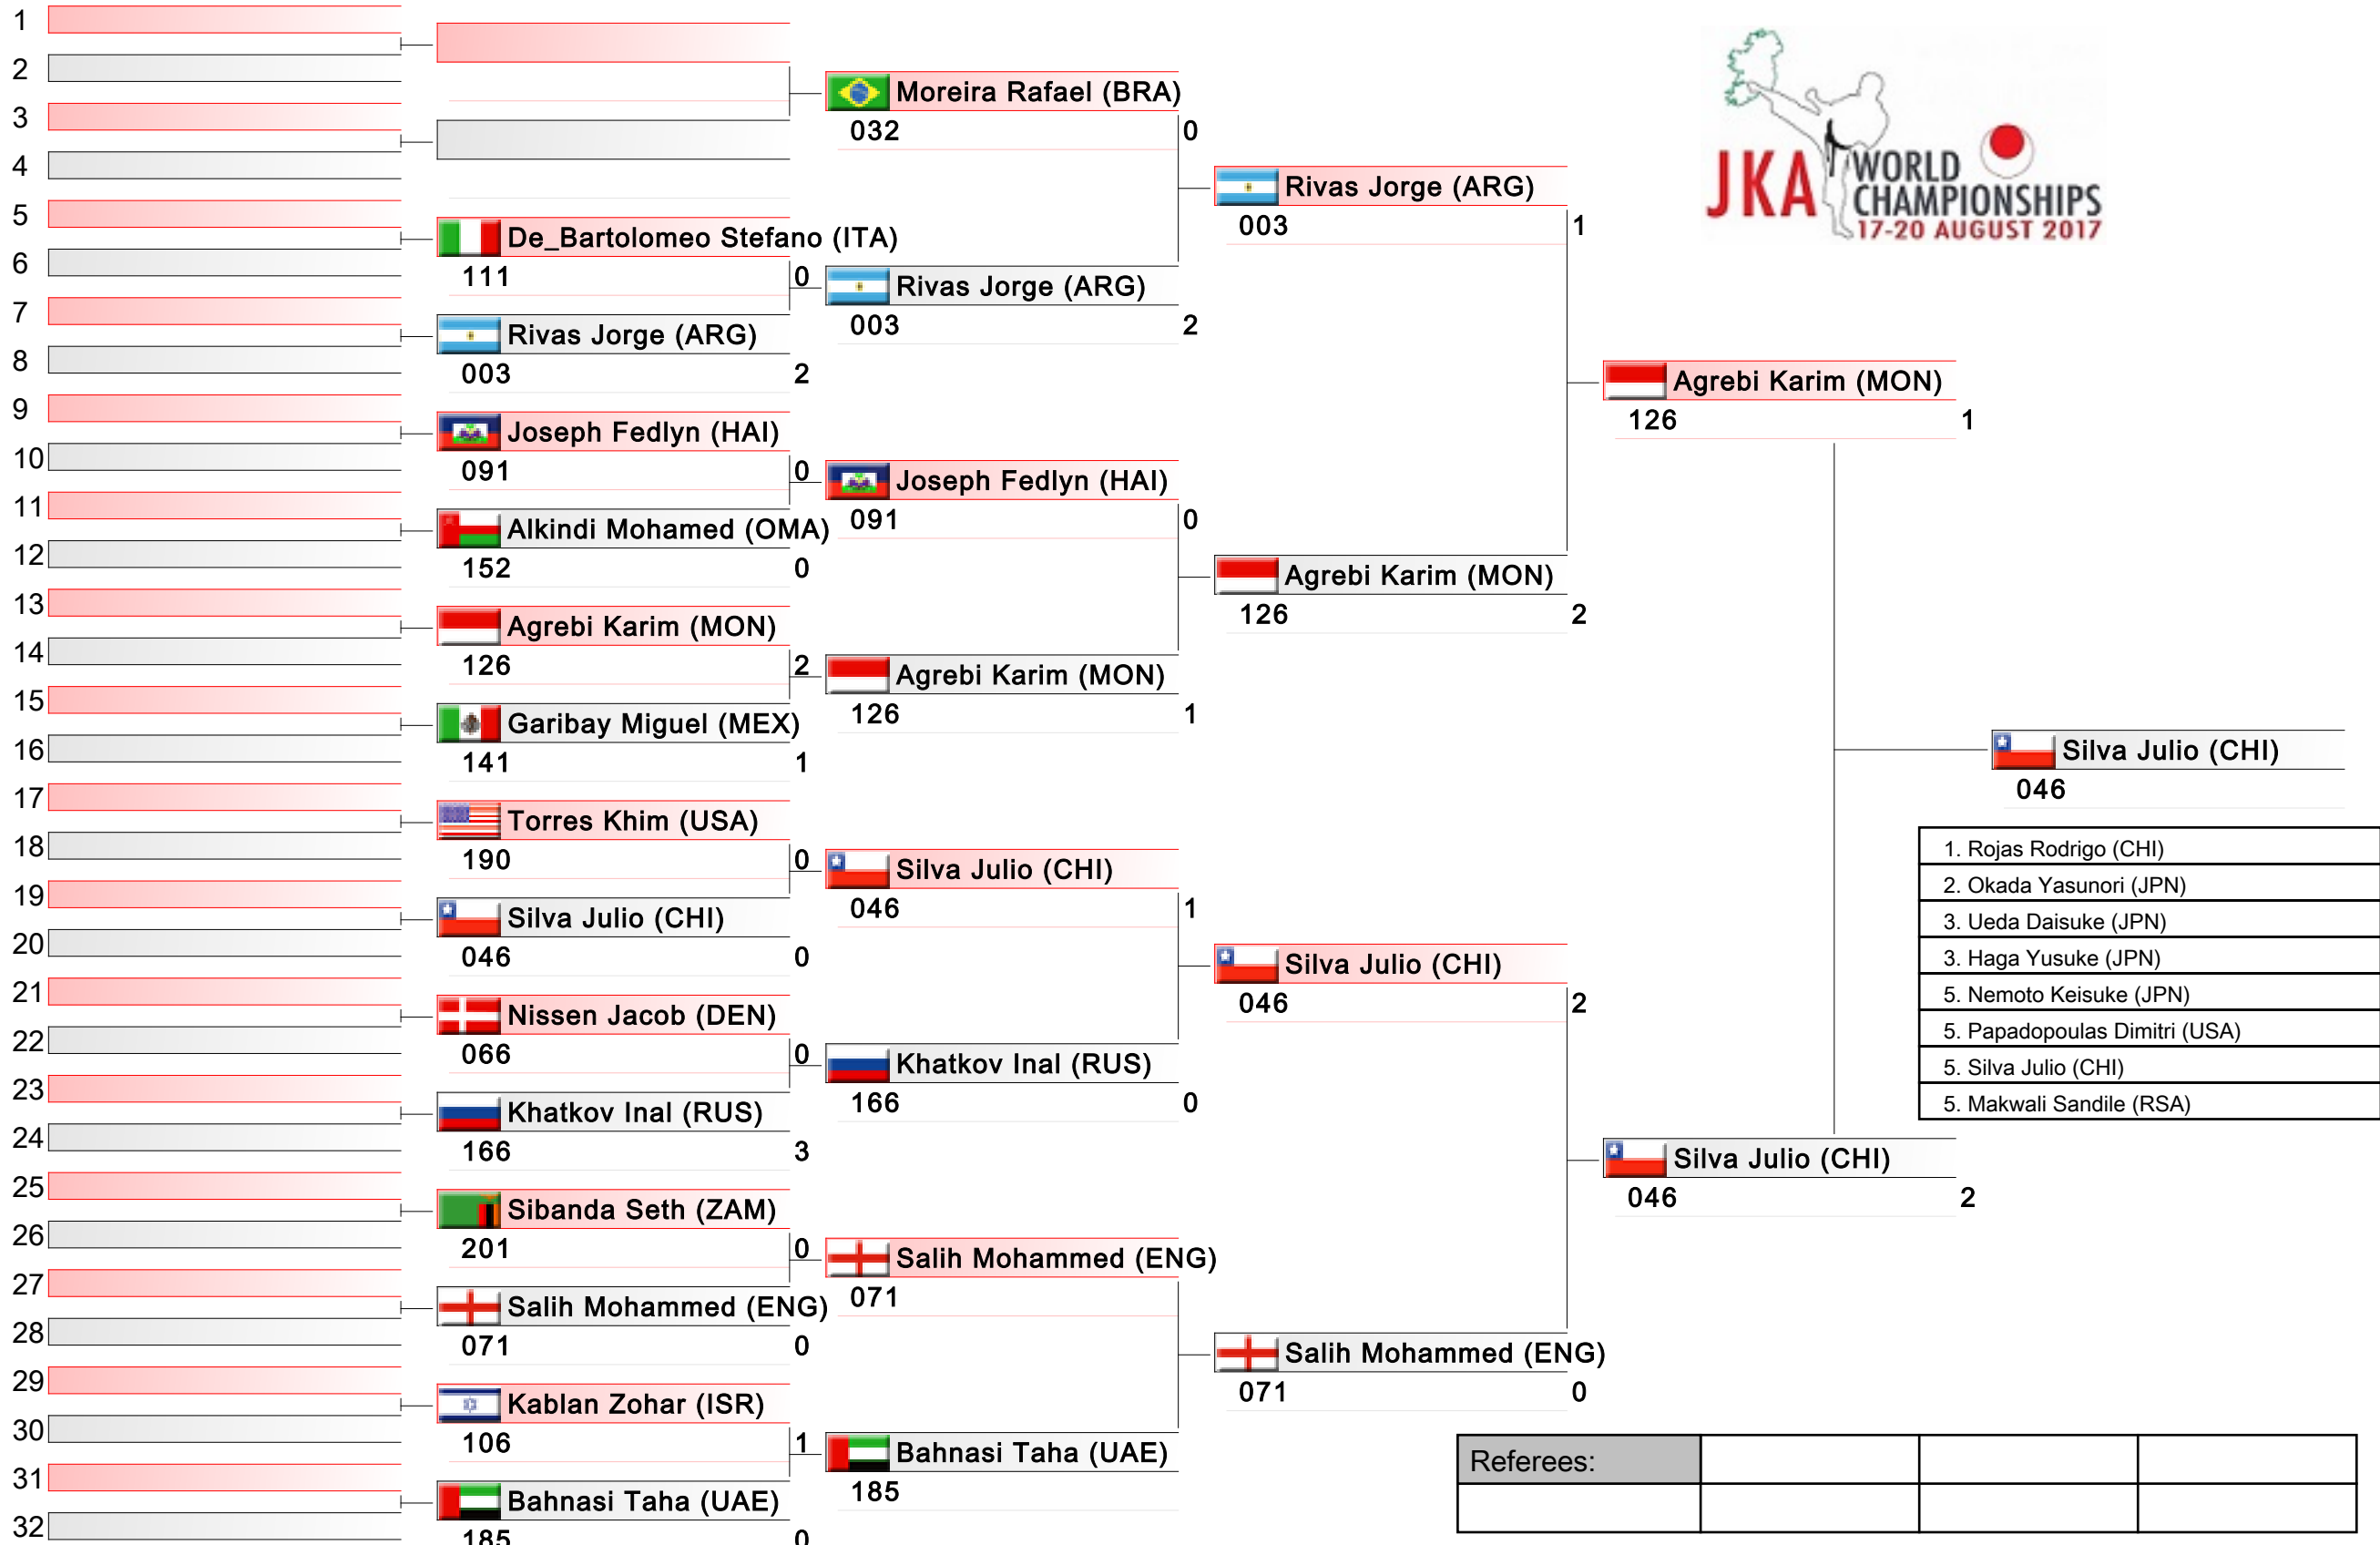 1
2
3
4
5
6
7
8
9
10
11
12
13
14
15
16
17
18
19
20
21
22
23
24
25
26
27
28
29
30
31
32
De_Bartolomeo Stefano (ITA)
111 0
Rivas Jorge (ARG)
003 2
Joseph Fedlyn (HAI)
091 0
Alkindi Mohamed (OMA)
152 0
Agrebi Karim (MON)
126 2
Garibay Miguel (MEX)
141 1
Torres Khim (USA)
190 0
Silva Julio (CHI)
046 0
Nissen Jacob (DEN)
066 0
Khatkov Inal (RUS)
166 3
Sibanda Seth (ZAM)
201 0
Salih Mohammed (ENG)
071 0
Kablan Zohar (ISR)
106 1
Bahnasi Taha (UAE)
185 0
Moreira Rafael (BRA)
032 0
Rivas Jorge (ARG)
003 2
Joseph Fedlyn (HAI)
091 0
Agrebi Karim (MON)
126 1
Silva Julio (CHI)
046 1
Khatkov Inal (RUS)
166 0
Salih Mohammed (ENG)
071
Bahnasi Taha (UAE)
185
Rivas Jorge (ARG)
003 1
Agrebi Karim (MON)
126 2
Silva Julio (CHI)
046 2
Salih Mohammed (ENG)
071 0
Agrebi Karim (MON)
126 1
Silva Julio (CHI)
046 2
Silva Julio (CHI)
046
JKA WORLD
CHAMPIONSHIPS
17-20 AUGUST 2017
1. Rojas Rodrigo (CHI)
2. Okada Yasunori (JPN)
3. Ueda Daisuke (JPN)
3. Haga Yusuke (JPN)
5. Nemoto Keisuke (JPN)
5. Papadopoulas Dimitri (USA)
5. Silva Julio (CHI)
5. Makwali Sandile (RSA)
Referees: